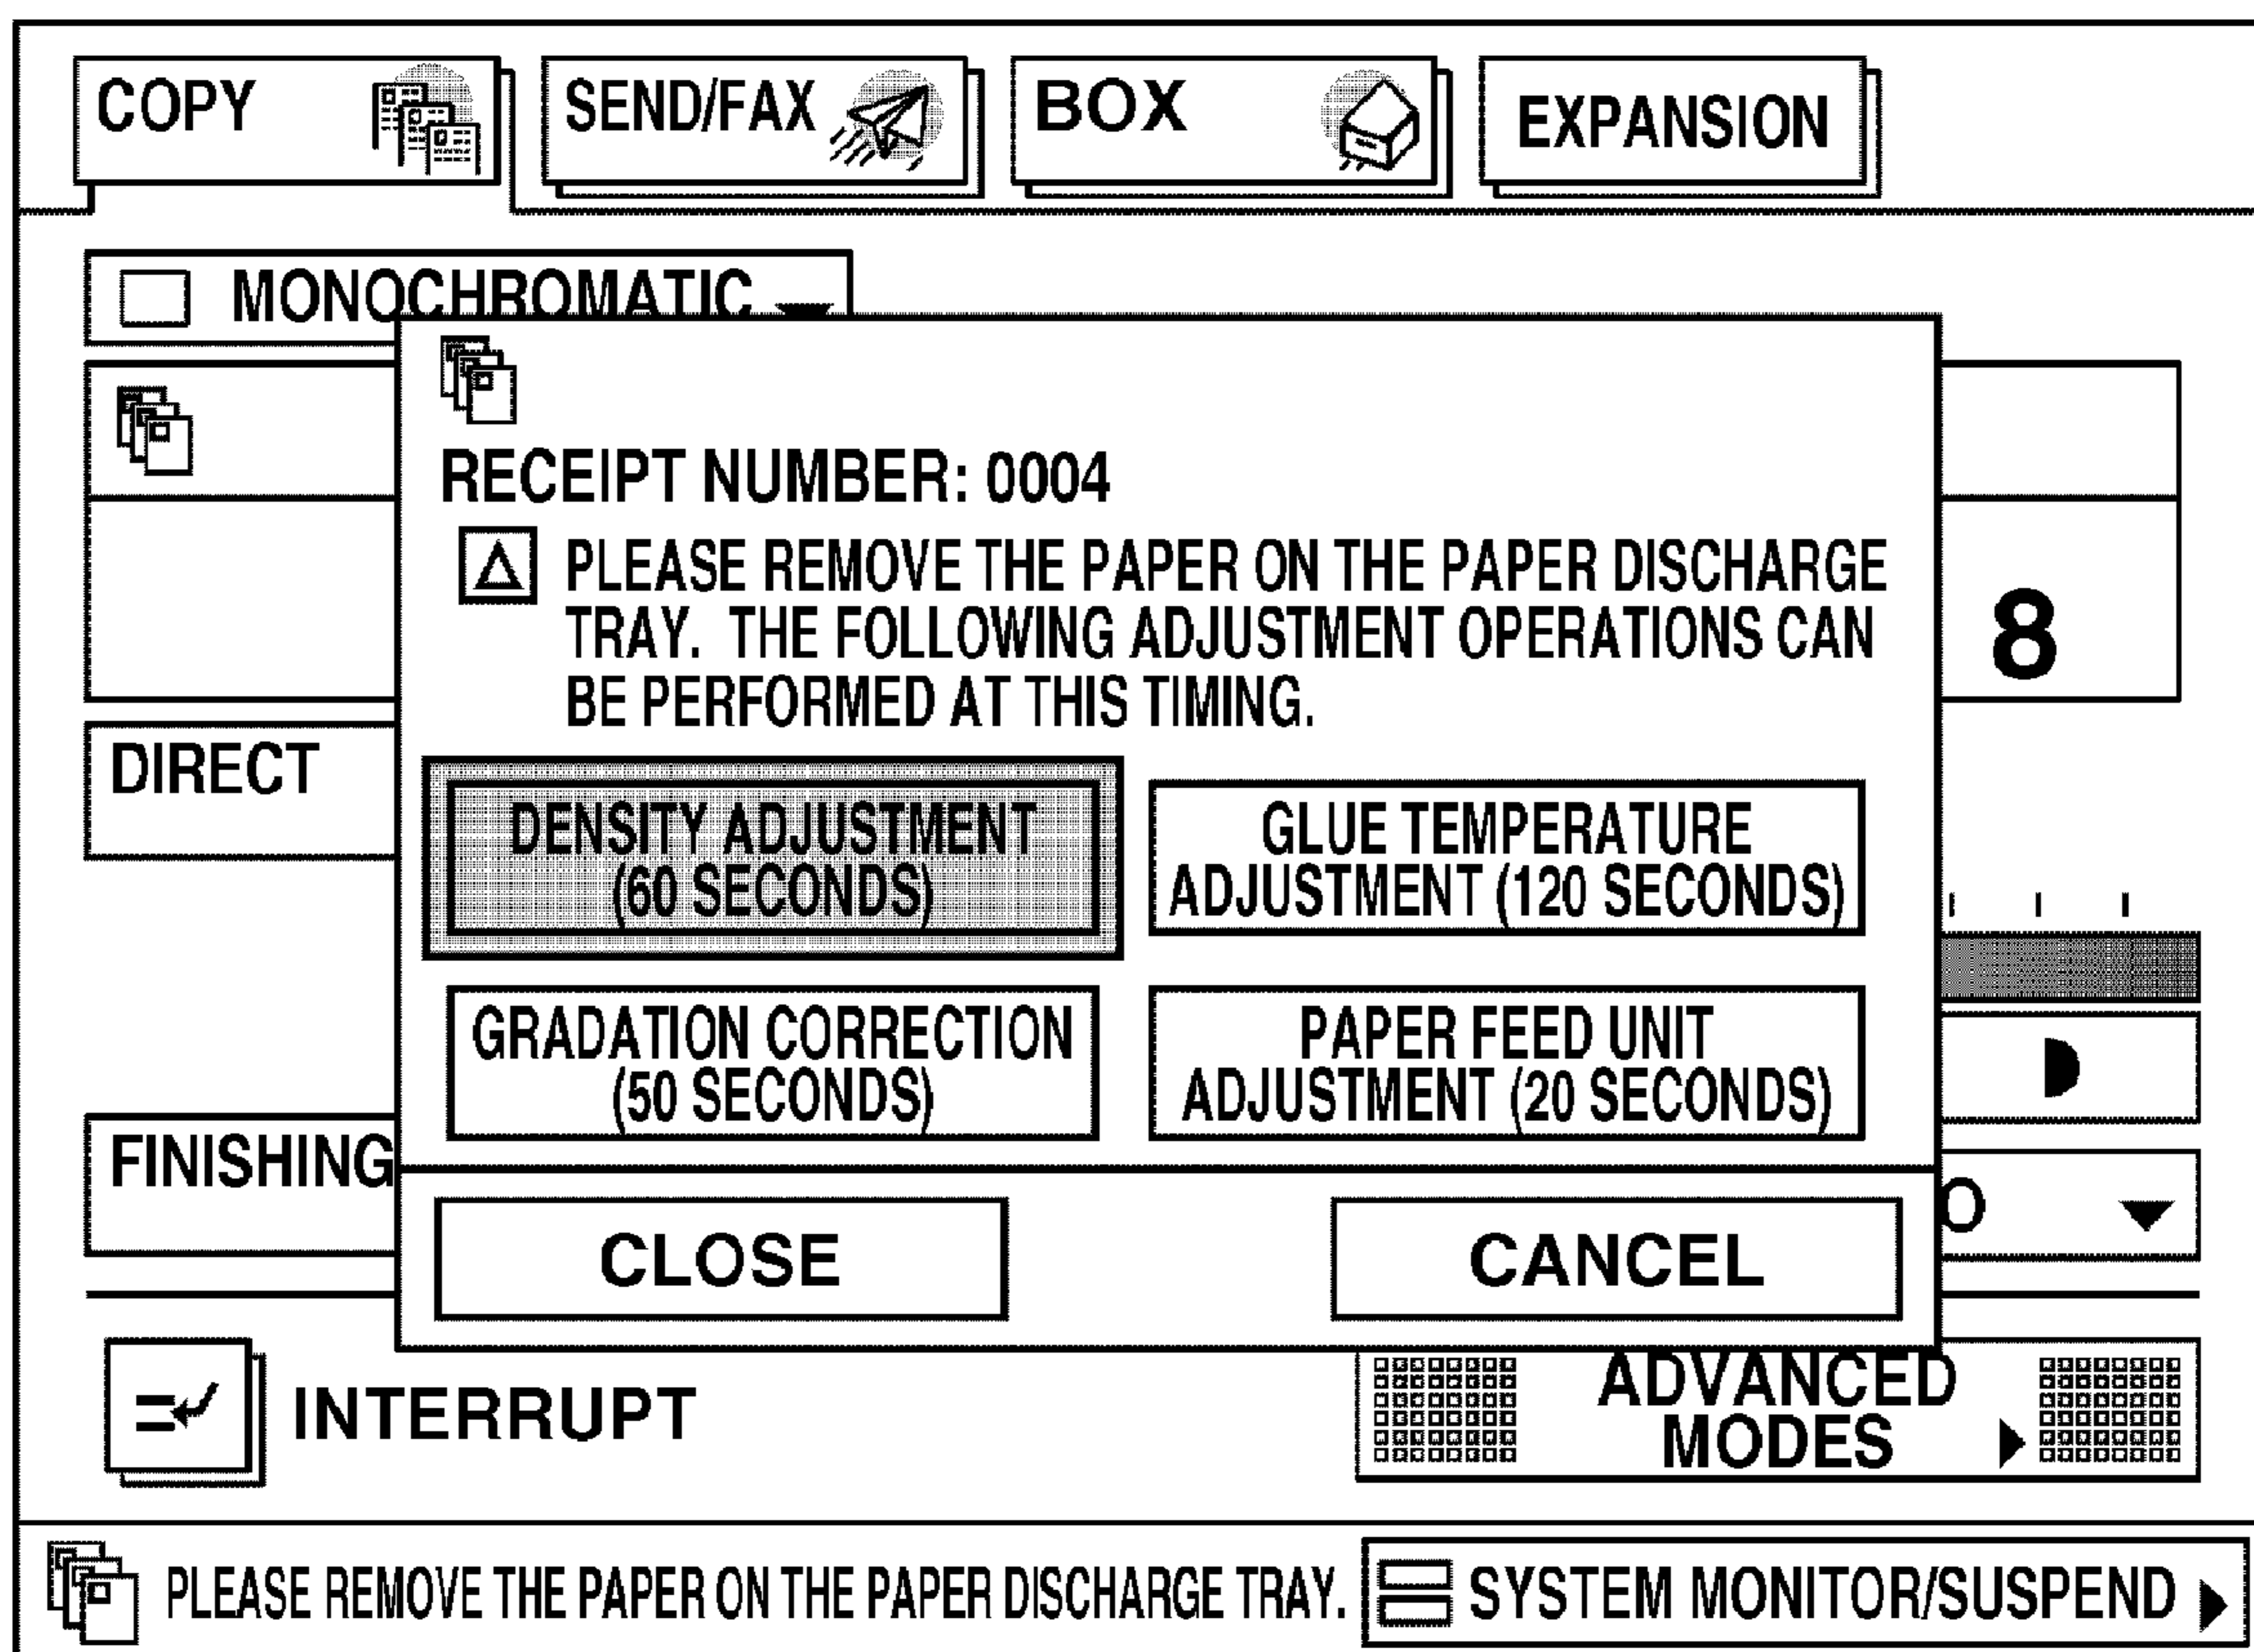 COPY
SEND/FAX
BOX
EXPANSION
MONOCHROMATIC
RECEIPT NUMBER: 0004
PLEASE REMOVE THE PAPER ON THE PAPER DISCHARGE
TRAY. THE FOLLOWING ADJUSTMENT OPERATIONS CAN
BE PERFORMED AT THIS TIMING.
8
DIRECT
DENSITY ADJUSTMENT
(60 SECONDS)
GLUE TEMPERATURE
ADJUSTMENT (120 SECONDS)
GRADATION CORRECTION
(50 SECONDS)
PAPER FEED UNIT
ADJUSTMENT (20 SECONDS)
FINISHING
O
CLOSE
CANCEL
INTERRUPT
ADVANCED
MODES
PLEASE REMOVE THE PAPER ON THE PAPER DISCHARGE TRAY.
SYSTEM MONITOR/SUSPEND